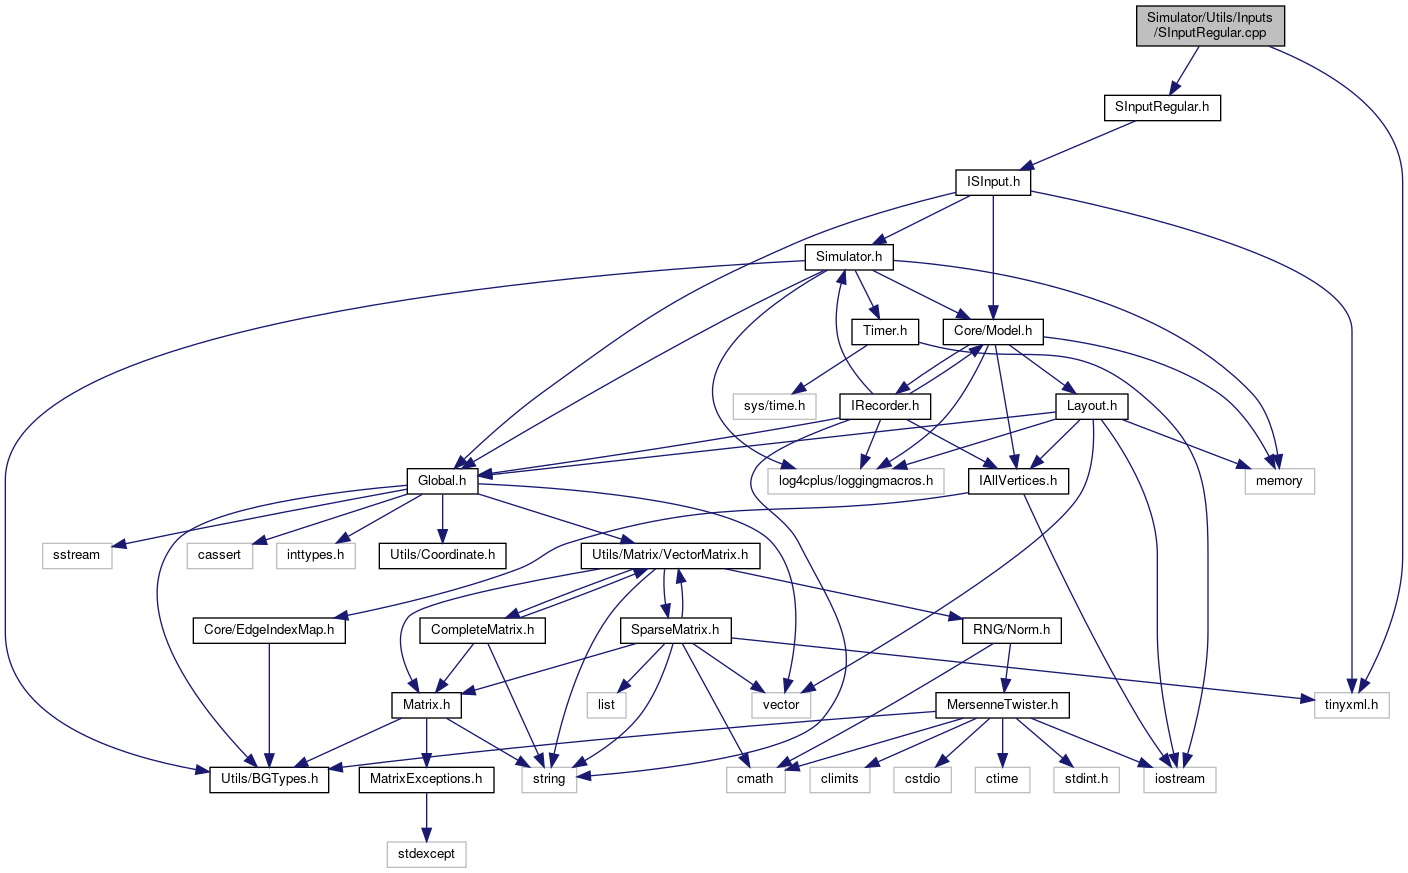 Simulator/Utils/Inputs
/SInputRegular.cpp
SInputRegular.h
ISInput.h
Simulator.h
Timer.h
Core/Model.h
sys/time.h
IRecorder.h
Layout.h
Global.h
log4cplus/loggingmacros.h
IAllVertices.h
memory
sstream
cassert
inttypes.h
Utils/Coordinate.h
Utils/Matrix/VectorMatrix.h
Core/EdgeIndexMap.h
CompleteMatrix.h
SparseMatrix.h
RNG/Norm.h
Matrix.h
list
vector
MersenneTwister.h
tinyxml.h
Utils/BGTypes.h
MatrixExceptions.h
string
cmath
climits
cstdio
ctime
stdint.h
iostream
stdexcept